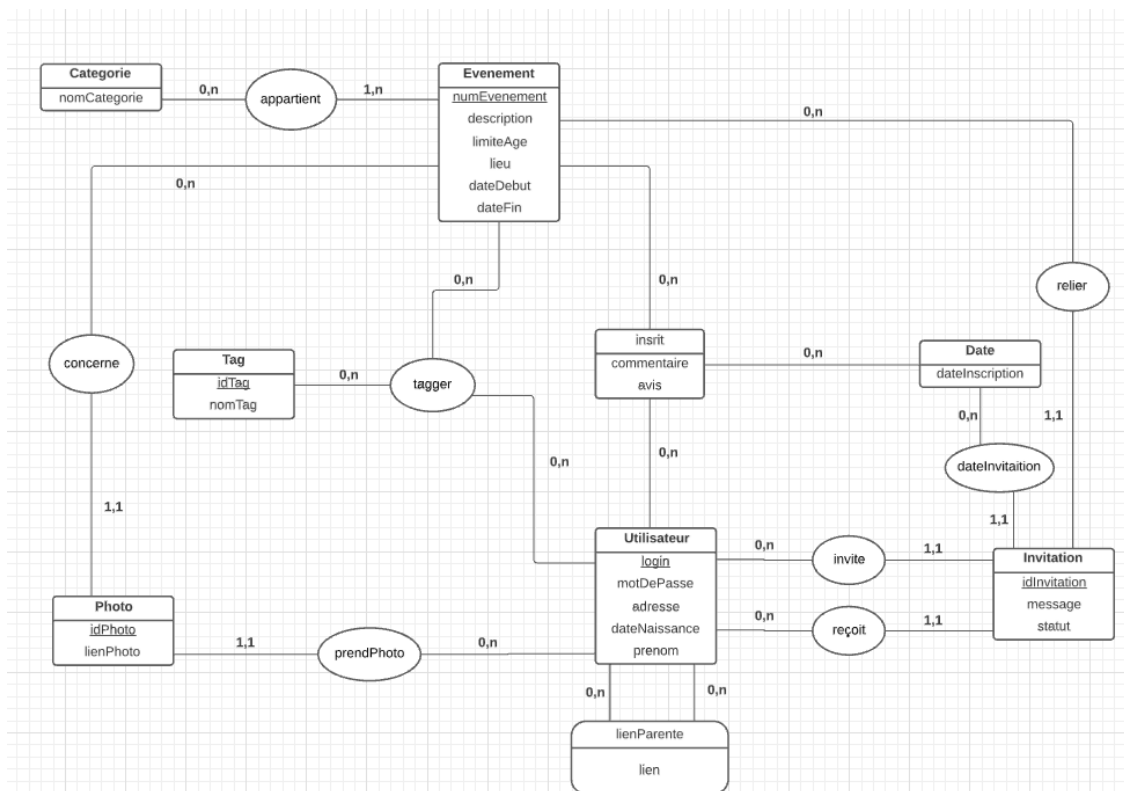 Categorie
nomCategorie
0,n
appartient
1,n
Evenement
numEvenement
description
limiteAge
lieu
dateDebut
dateFin
0,n
0,n
0,n
0,n
relier
concerne
Tag
idTag
nomTag
0,n
tagger
insrit
commentaire
avis
0,n
Date
dateInscription
0,n
1,1
0,n
0,n
dateInvitaition
1,1
1,1
Utilisateur
login
motDePasse
adresse
dateNaissance
prenom
0,n
invite
1,1
Invitation
idInvitation
message
statut
0,n
reçoit
1,1
Photo
idPhoto
lienPhoto
1,1
prendPhoto
0,n
0,n
0,n
lienParente
lien